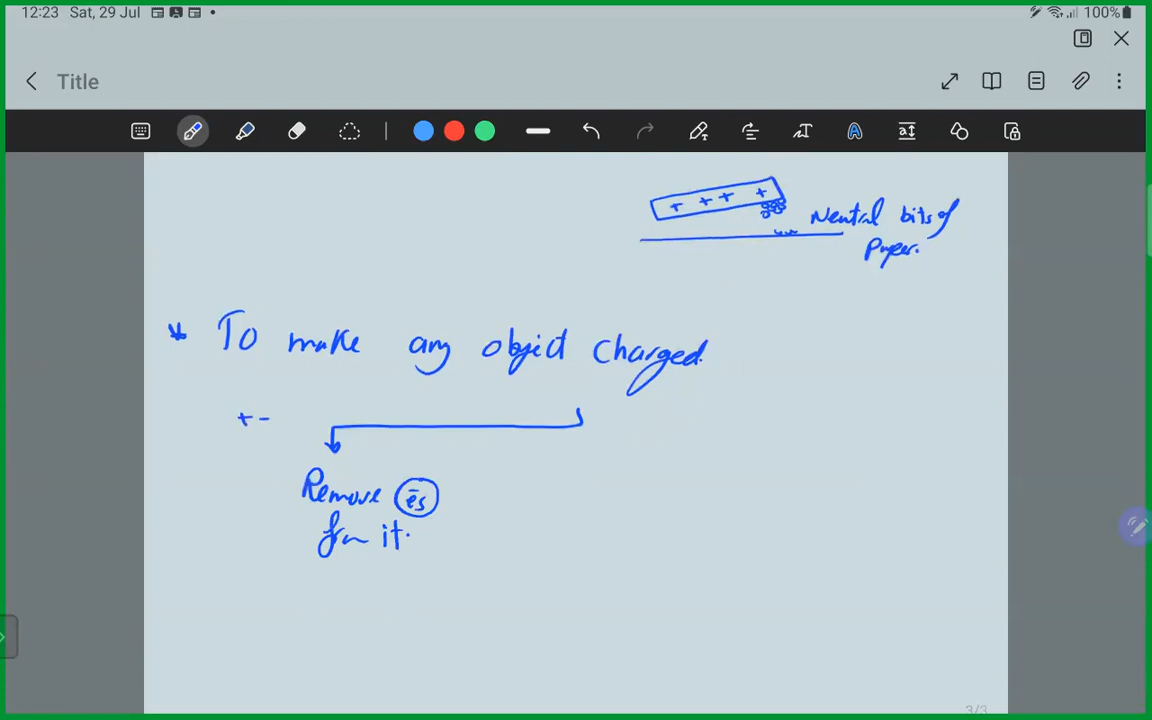 12:23 Sat, 29 Jul
100%
Title
+ + + +
Neutral bits of
Paper.
* To make any object charged.
+ -
Remove ēs
from it.
3/3